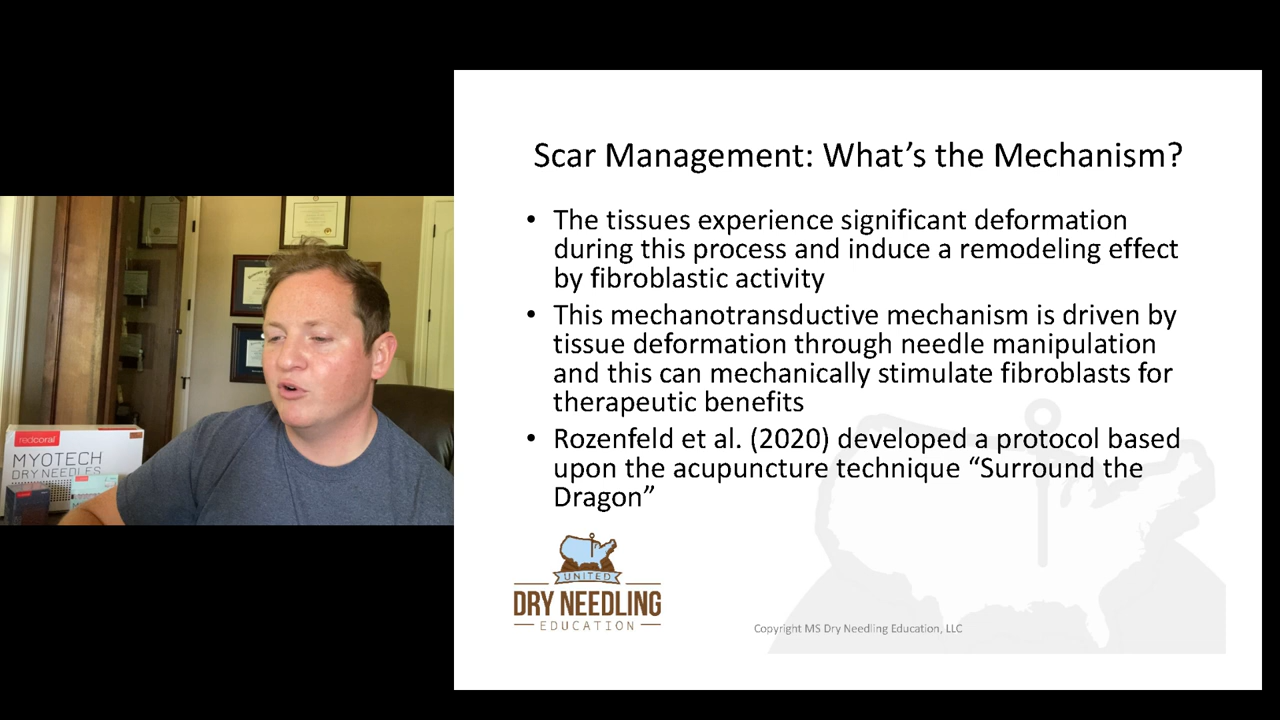 Scar Management: What's the Mechanism?
• The tissues experience significant deformation
during this process and induce a remodeling effect
by fibroblastic activity
• This mechanotransductive mechanism is driven by
tissue deformation through needle manipulation
and this can mechanically stimulate fibroblasts for
therapeutic benefits
• Rozenfeld et al. (2020) developed a protocol based
upon the acupuncture technique “Surround the
Dragon”
UNITED
DRY NEEDLING
EDUCATION
Copyright MS Dry Needling Education, LLC
redcoral
MYOTECH
DRY NEEDLES